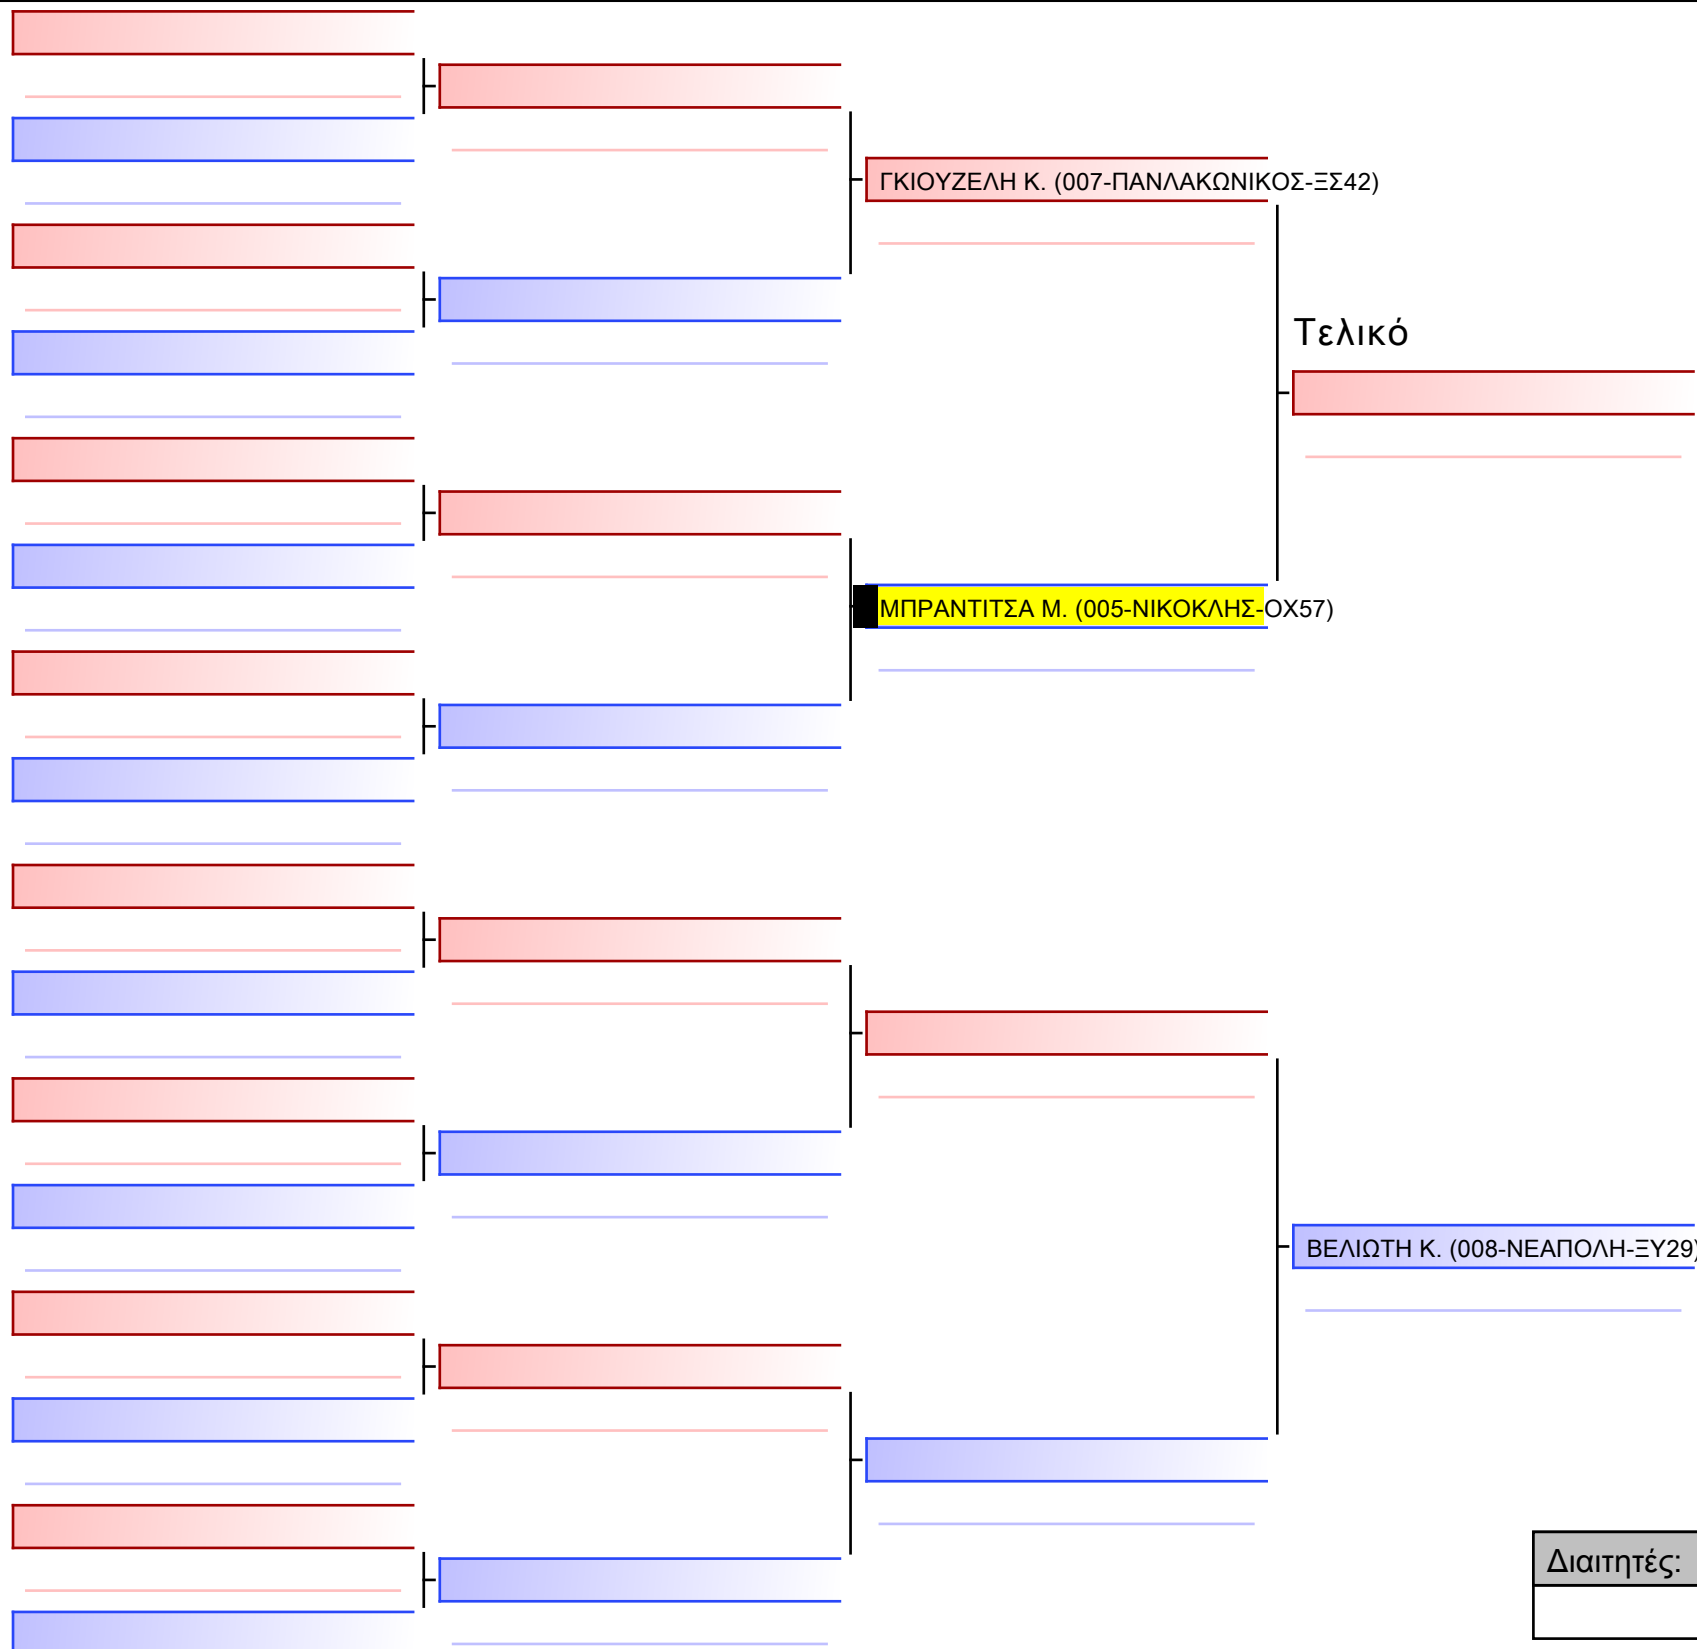 ΓΚΙΟΥΖΕΛΗ Κ. (007-ΠΑΝΛΑΚΩΝΙΚΟΣ-ΞΣ42)
Τελικό
ΜΠΡΑΝΤΙΤΣΑ Μ. (005-ΝΙΚΟΚΛΗΣ-ΟΧ57)
ΒΕΛΙΩΤΗ Κ. (008-ΝΕΑΠΟΛΗ-ΞΥ29)
Διαιτητές: